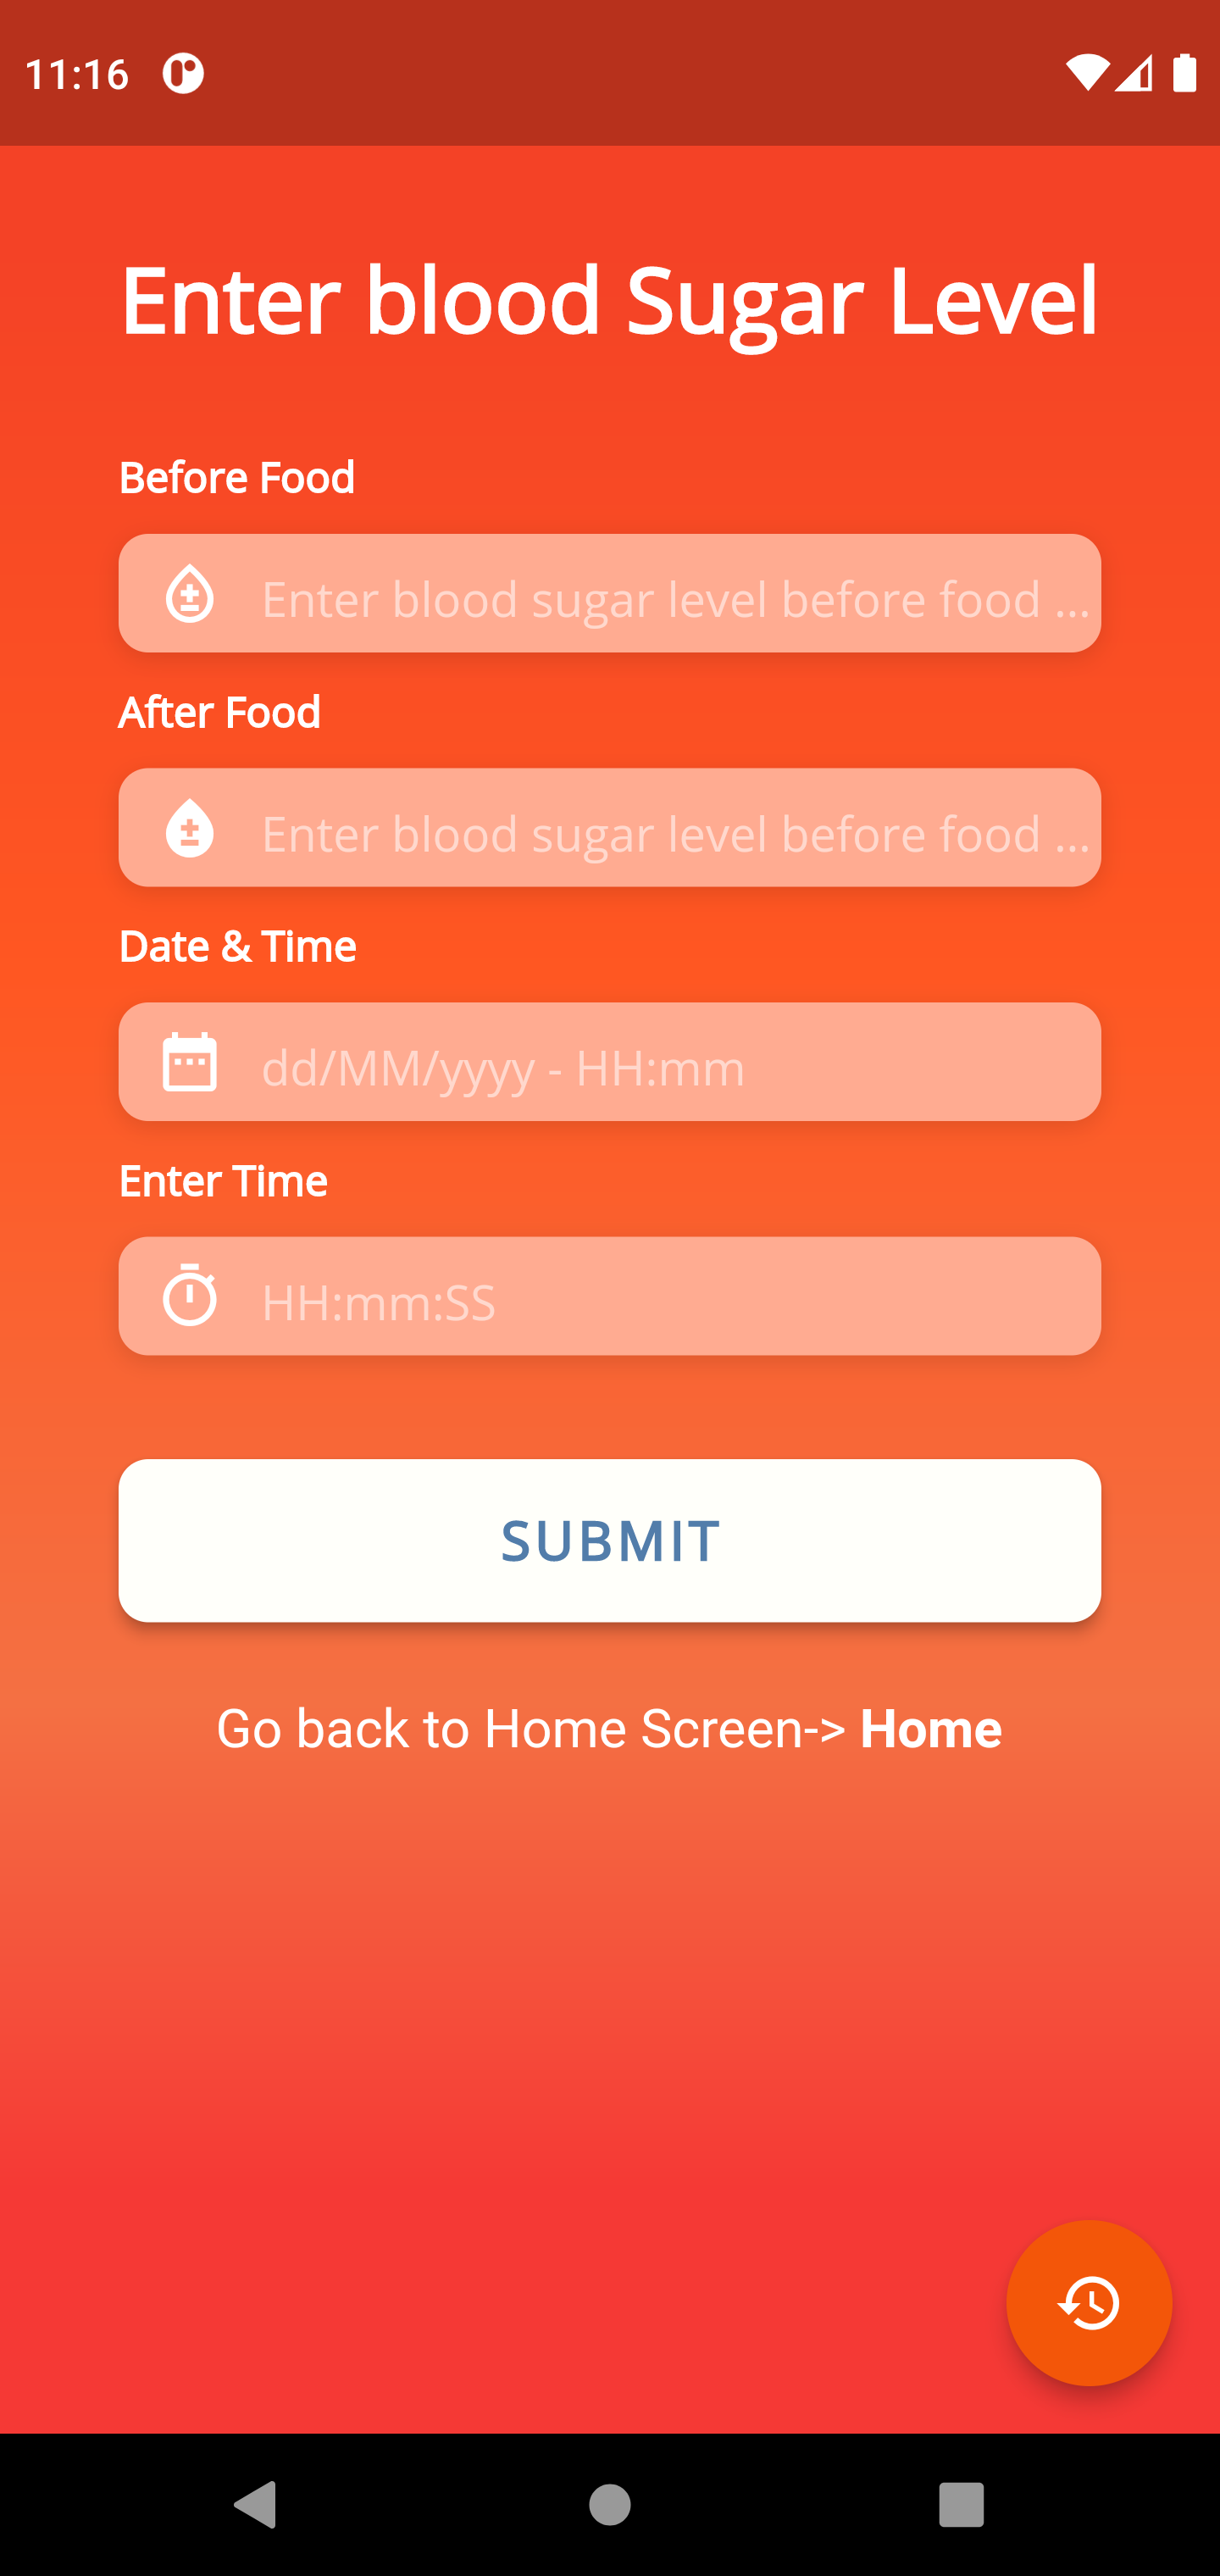 11:16
Enter blood Sugar Level
Before Food
Enter blood sugar level before food ...
After Food
Enter blood sugar level before food ...
Date & Time
dd/MM/yyyy - HH:mm
Enter Time
HH:mm:SS
SUBMIT
Go back to Home Screen-> Home